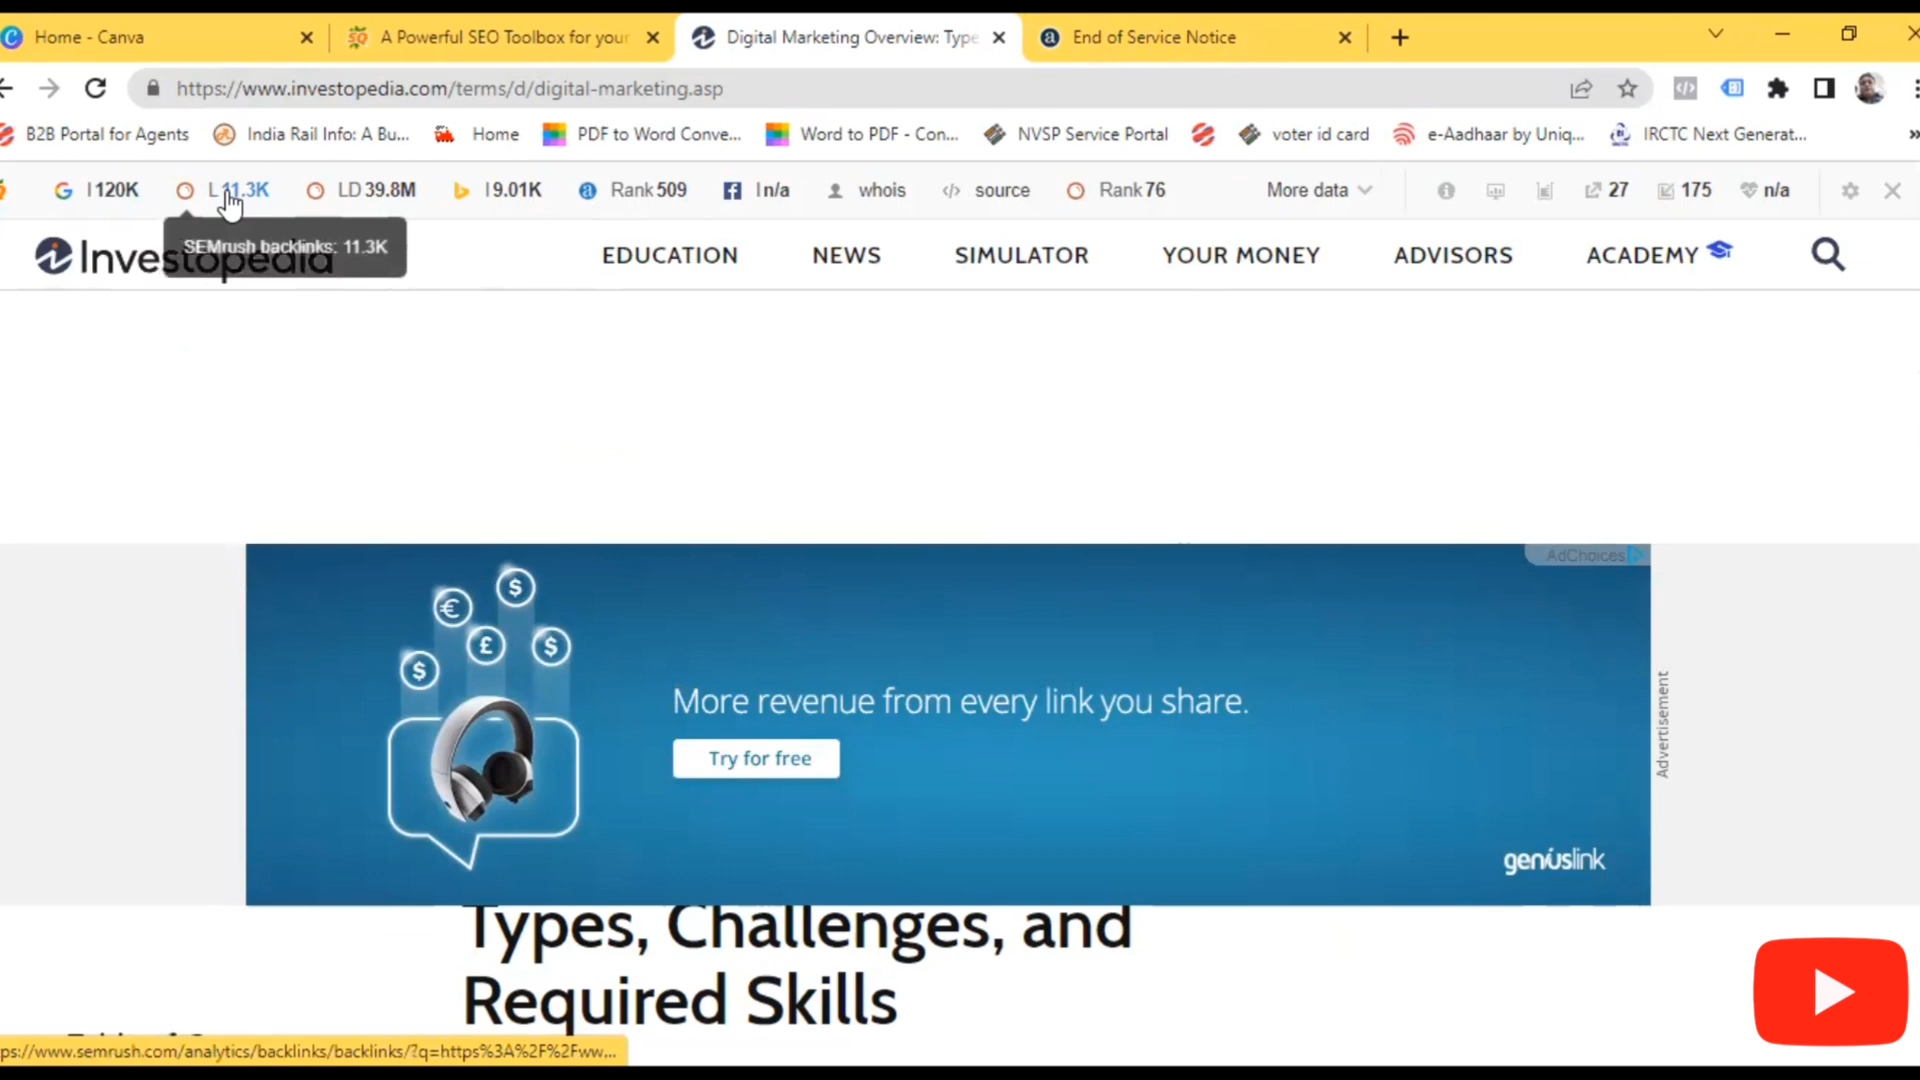 Home - Canva
A Powerful SEO Toolbox for your
Digital Marketing Overview: Type
End of Service Notice
https://www.investopedia.com/terms/d/digital-marketing.asp
B2B Portal for Agents
India Rail Info: A Bu...
Home
PDF to Word Conve...
Word to PDF - Con...
NVSP Service Portal
voter id card
e-Aadhaar by Uniq...
IRCTC Next Generat...
I 120K
L 11.3K
LD 39.8M
I 9.01K
Rank 509
I n/a
whois
source
Rank 76
More data
27
175
n/a
SEMrush backlinks: 11.3K
Investopedia
EDUCATION
NEWS
SIMULATOR
YOUR MONEY
ADVISORS
ACADEMY
AdChoices
More revenue from every link you share.
Try for free
geniuslink
Advertisement
Types, Challenges, and
Required Skills
ps://www.semrush.com/analytics/backlinks/backlinks/?q=https%3A%2F%2Fww...